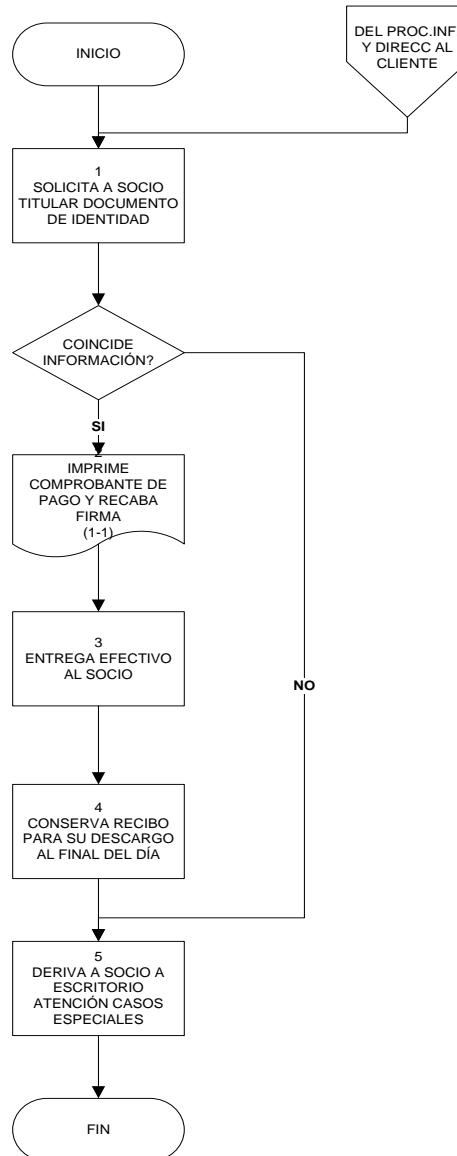 INICIO
DEL PROC.INF
Y DIRECC AL
CLIENTE
1
SOLICITA A SOCIO
TITULAR DOCUMENTO
DE IDENTIDAD
COINCIDE
INFORMACIÓN?
SI
2
IMPRIME
COMPROBANTE DE
PAGO Y RECABA
FIRMA
(1-1)
3
ENTREGA EFECTIVO
AL SOCIO
NO
4
CONSERVA RECIBO
PARA SU DESCARGO
AL FINAL DEL DÍA
5
DERIVA A SOCIO A
ESCRITORIO
ATENCIÓN CASOS
ESPECIALES
FIN